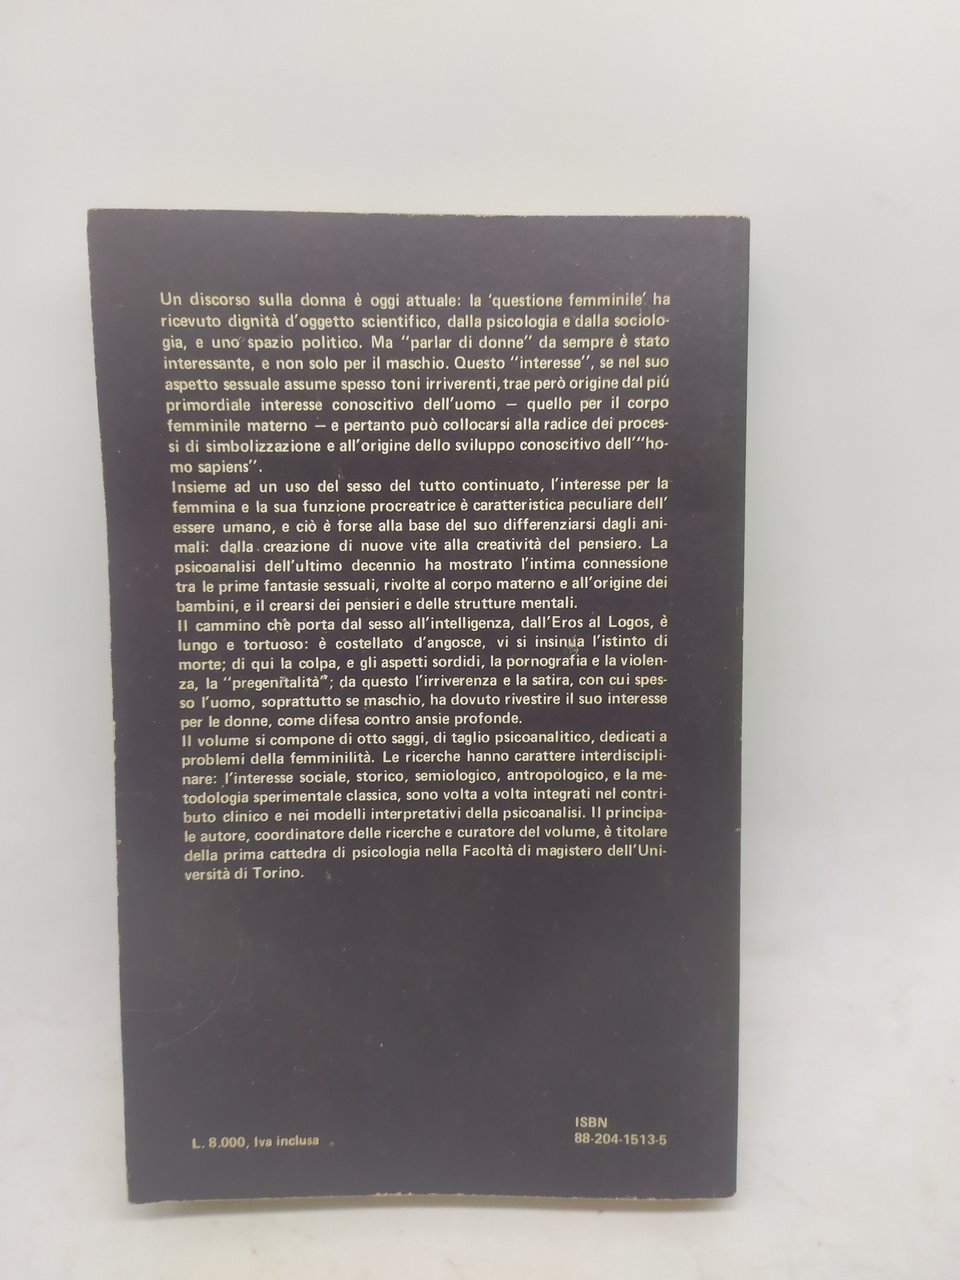 Un discorso sulla donna è oggi attuale: la 'questione femminile' ha
ricevuto dignità d'oggetto scientifico, dalla psicologia e dalla sociolo-
gia, e uno spazio politico. Ma "parlar di donne" da sempre è stato
interessante, e non solo per il maschio. Questo "interesse", se nel suo
aspetto sessuale assume spesso toni irriverenti, trae però origine dal piú
primordiale interesse conoscitivo dell'uomo – quello per il corpo
femminile materno – e pertanto può collocarsi alla radice dei proces-
si di simbolizzazione e all'origine dello sviluppo conoscitivo dell'"ho-
mo sapiens".
Insieme ad un uso del sesso del tutto continuato, l'interesse per la
femmina e la sua funzione procreatrice è caratteristica peculiare dell'
essere umano, e ciò è forse alla base del suo differenziarsi dagli ani-
mali: dalla creazione di nuove vite alla creatività del pensiero. La
psicoanalisi dell'ultimo decennio ha mostrato l'intima connessione
tra le prime fantasie sessuali, rivolte al corpo materno e all'origine dei
bambini, e il crearsi dei pensieri e delle strutture mentali.
Il cammino che porta dal sesso all'intelligenza, dall'Eros al Logos, è
lungo e tortuoso: è costellato d'angosce, vi si insinua l'istinto di
morte; di qui la colpa, e gli aspetti sordidi, la pornografia e la violen-
za, la "pregenitalità"; da questo l'irriverenza e la satira, con cui spes-
so l'uomo, soprattutto se maschio, ha dovuto rivestire il suo interesse
per le donne, come difesa contro ansie profonde.
Il volume si compone di otto saggi, di taglio psicoanalitico, dedicati a
problemi della femminilità. Le ricerche hanno carattere interdiscipli-
nare: l'interesse sociale, storico, semiologico, antropologico, e la me-
todologia sperimentale classica, sono volta a volta integrati nel contri-
buto clinico e nei modelli interpretativi della psicoanalisi. Il principa-
le autore, coordinatore delle ricerche e curatore del volume, è titolare
della prima cattedra di psicologia nella Facoltà di magistero dell'Uni-
versità di Torino.
L. 8.000, Iva inclusa
ISBN
88-204-1513-5